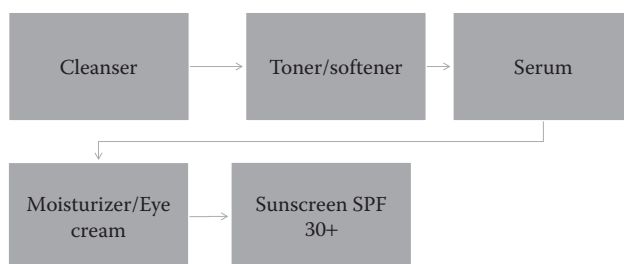 Cleanser
Toner/softener
Serum
Moisturizer/Eye
cream
Sunscreen SPF
30+